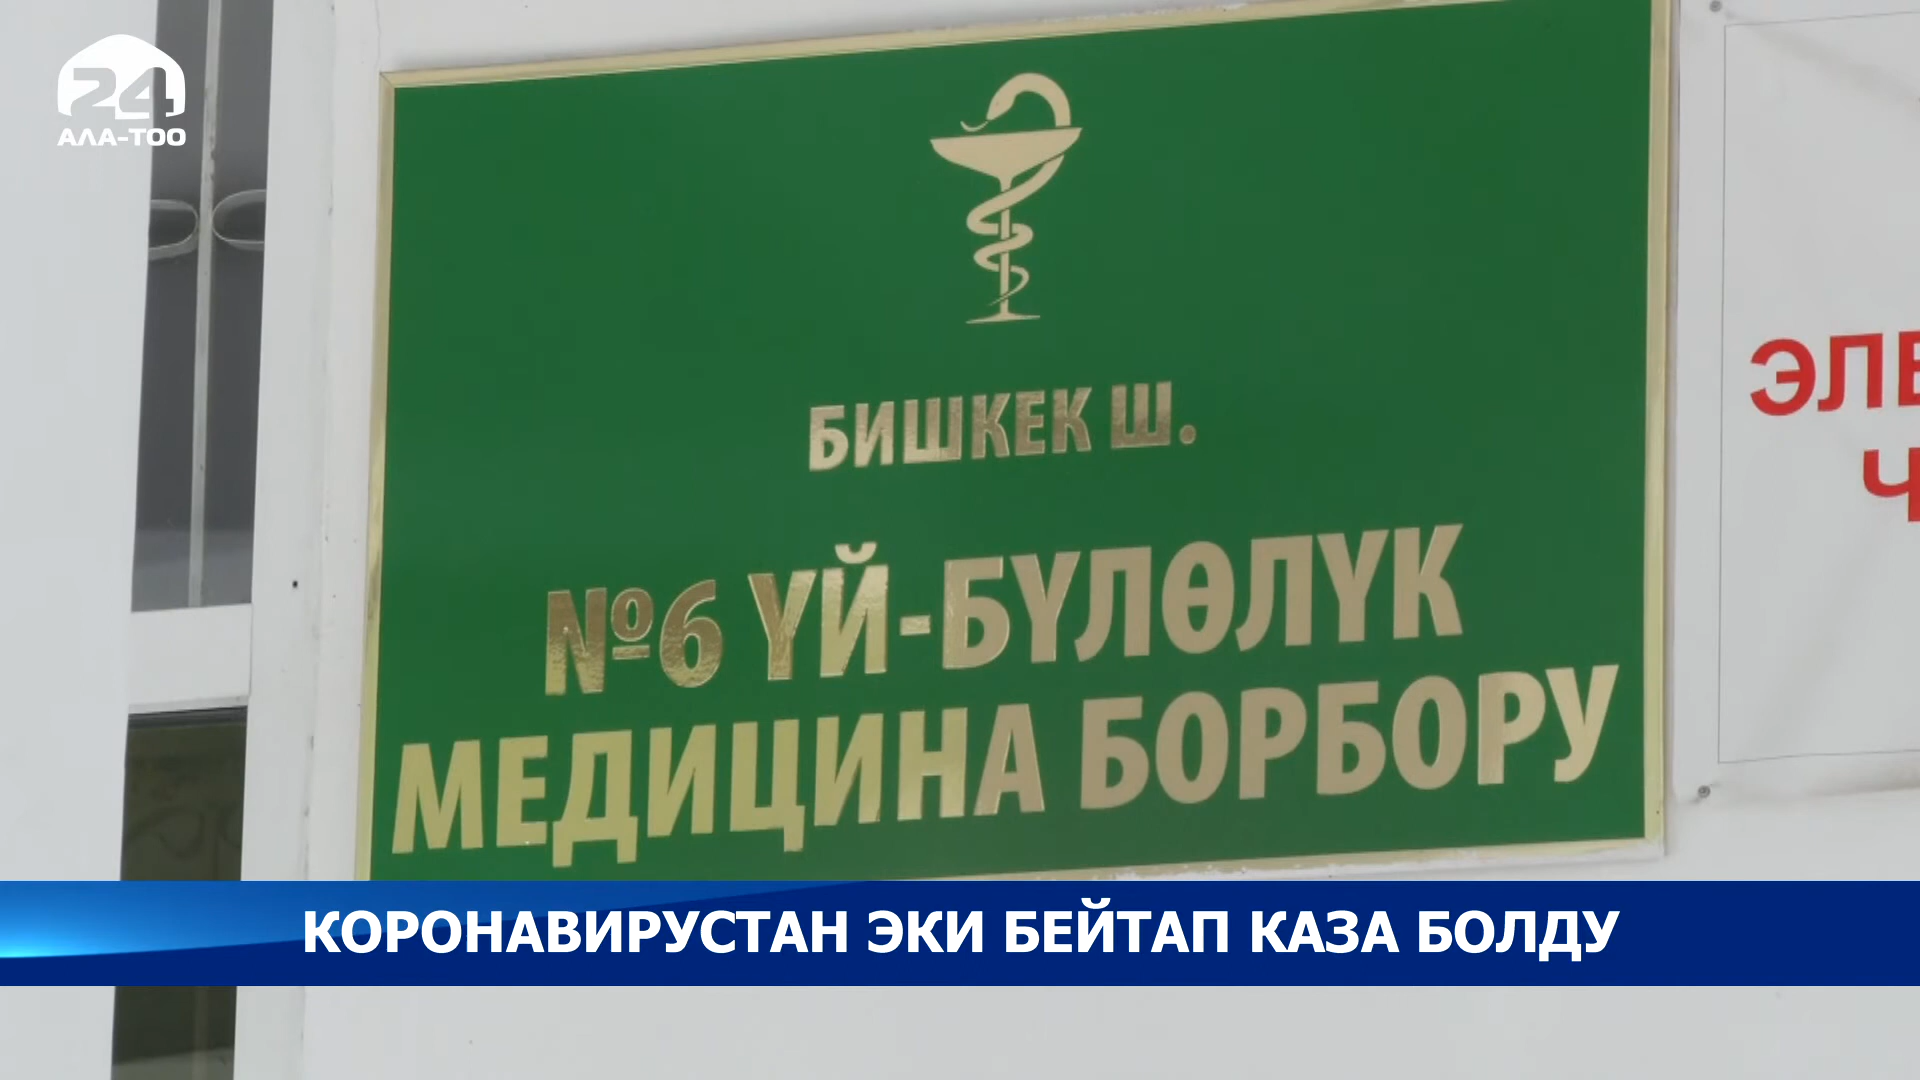 24
АЛА-ТОО
БИШКЕК Ш.
№6 ҮЙ-БҮЛӨЛҮК
МЕДИЦИНА БОРБОРУ
КОРОНАВИРУСТАН ЭКИ БЕЙТАП КАЗА БОЛДУ